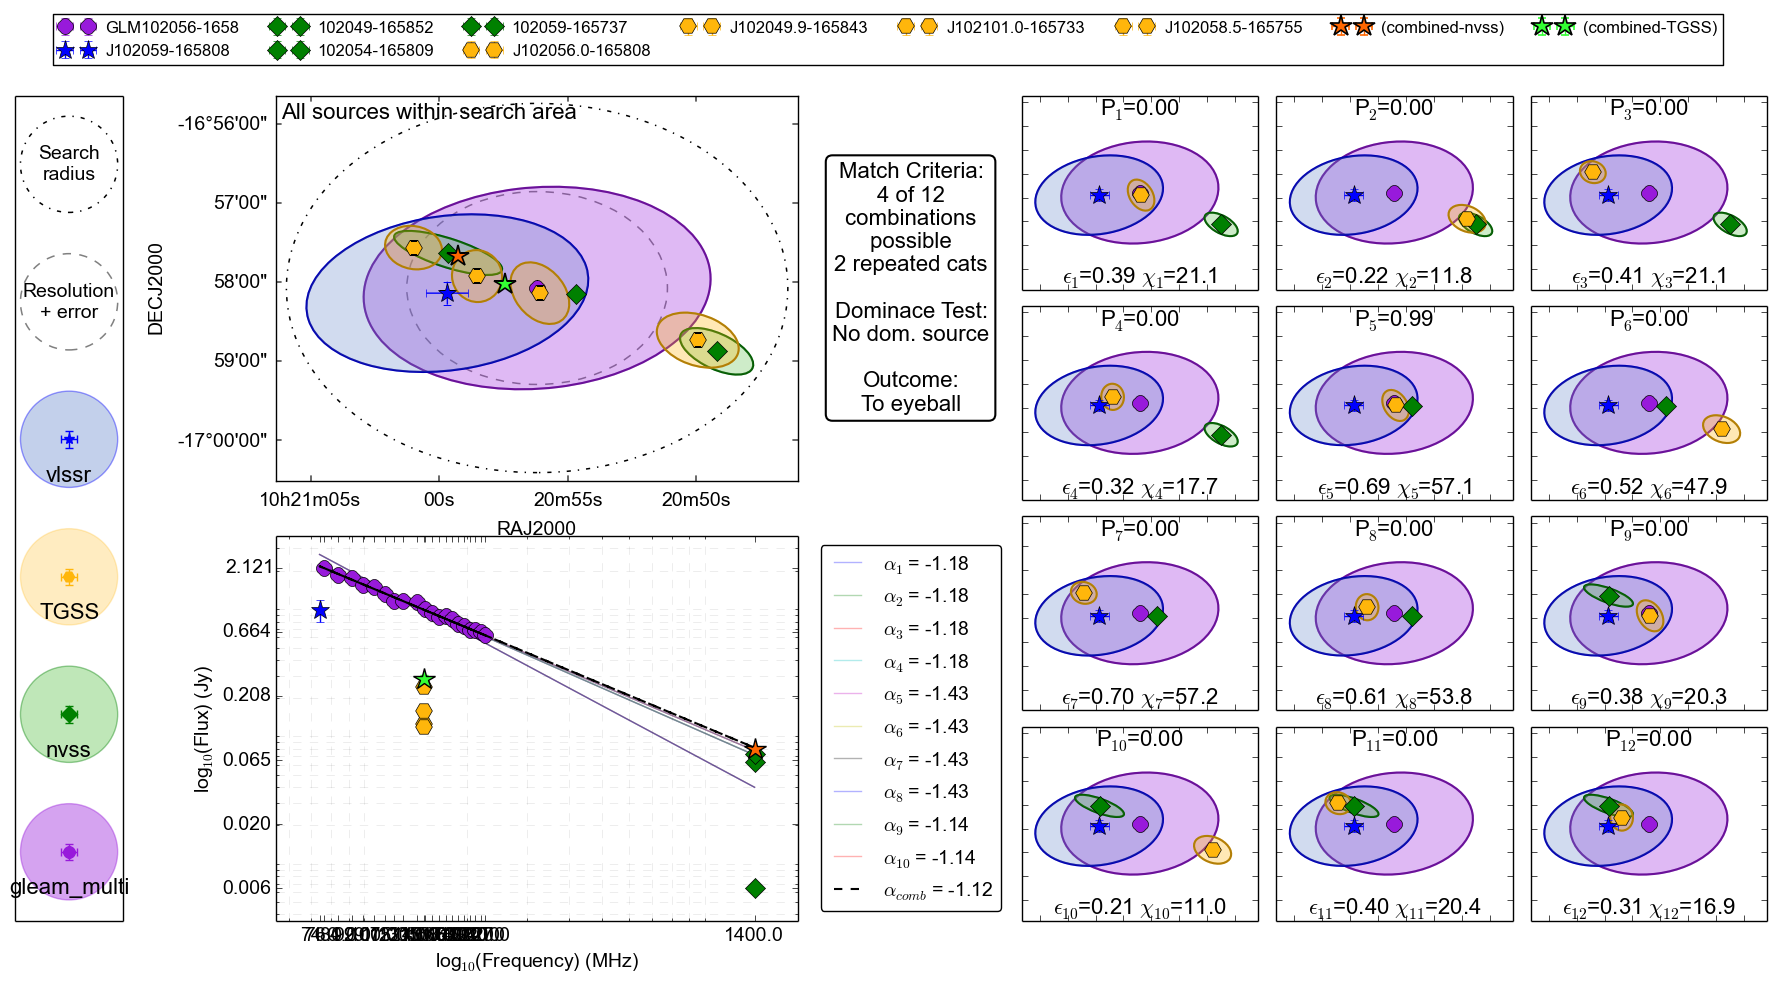 GLM102056-1658 102049-165852 102059-165737 J102049.9-165843 J102101.0-165733 J102058.5-165755 (combined-nvss) (combined-TGSS)
J102059-165808 102054-165809 J102056.0-165808
Search
radius
Resolution
+ error
vlssr
TGSS
nvss
gleam_multi
All sources within search area
DECJ2000
-16°56'00"
57'00"
58'00"
59'00"
-17°00'00"
10h21m05s 00s 20m55s 20m50s
RAJ2000
Match Criteria:
4 of 12
combinations
possible
2 repeated cats
Dominace Test:
No dom. source
Outcome:
To eyeball
log10(Flux) (Jy)
2.121
0.664
0.208
0.065
0.020
0.006
1400.0
log10(Frequency) (MHz)
α1 = -1.18
α2 = -1.18
α3 = -1.18
α4 = -1.18
α5 = -1.43
α6 = -1.43
α7 = -1.43
α8 = -1.43
α9 = -1.14
α10 = -1.14
αcomb = -1.12
P1=0.00
ϵ1=0.39 χ1=21.1
P2=0.00
ϵ2=0.22 χ2=11.8
P3=0.00
ϵ3=0.41 χ3=21.1
P4=0.00
ϵ4=0.32 χ4=17.7
P5=0.99
ϵ5=0.69 χ5=57.1
P6=0.00
ϵ6=0.52 χ6=47.9
P7=0.00
ϵ7=0.70 χ7=57.2
P8=0.00
ϵ8=0.61 χ8=53.8
P9=0.00
ϵ9=0.38 χ9=20.3
P10=0.00
ϵ10=0.21 χ10=11.0
P11=0.00
ϵ11=0.40 χ11=20.4
P12=0.00
ϵ12=0.31 χ12=16.9